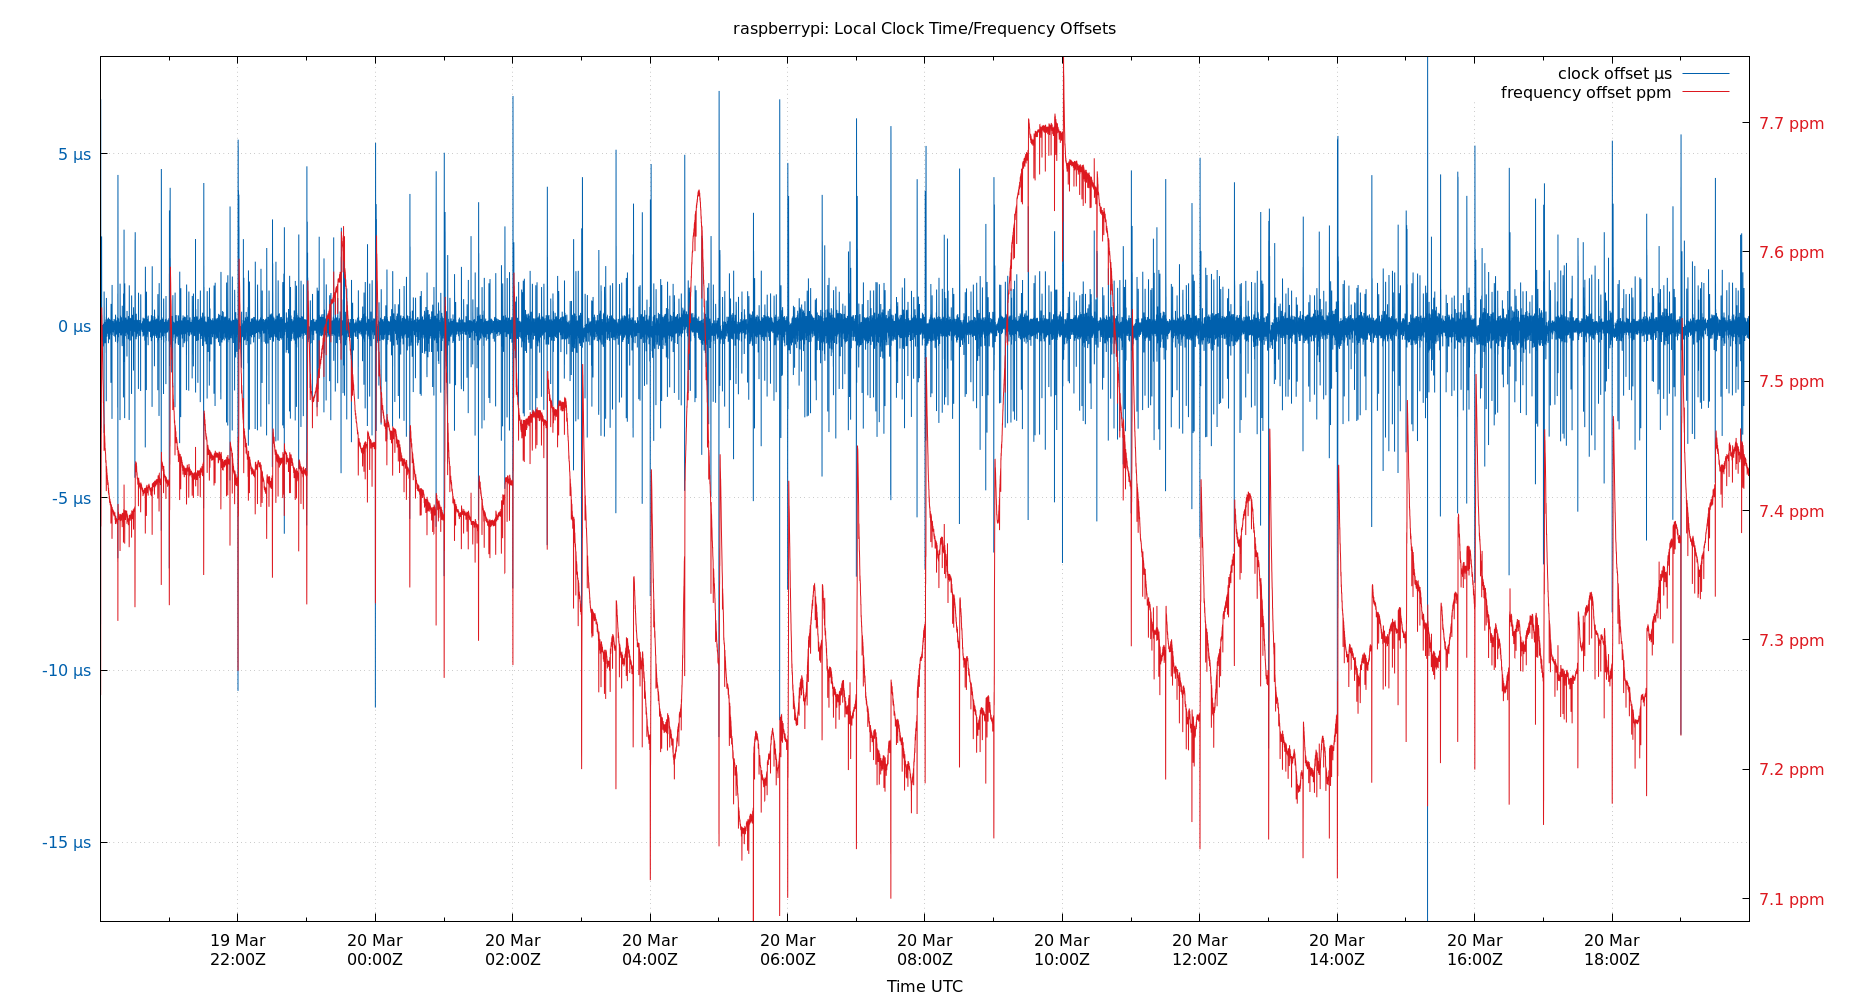 raspberrypi: Local Clock Time/Frequency Offsets
clock offset µs
frequency offset ppm
5 µs
0 µs
-5 µs
-10 µs
-15 µs
7.7 ppm
7.6 ppm
7.5 ppm
7.4 ppm
7.3 ppm
7.2 ppm
7.1 ppm
19 Mar
22:00Z
20 Mar
00:00Z
20 Mar
02:00Z
20 Mar
04:00Z
20 Mar
06:00Z
20 Mar
08:00Z
20 Mar
10:00Z
20 Mar
12:00Z
20 Mar
14:00Z
20 Mar
16:00Z
20 Mar
18:00Z
Time UTC